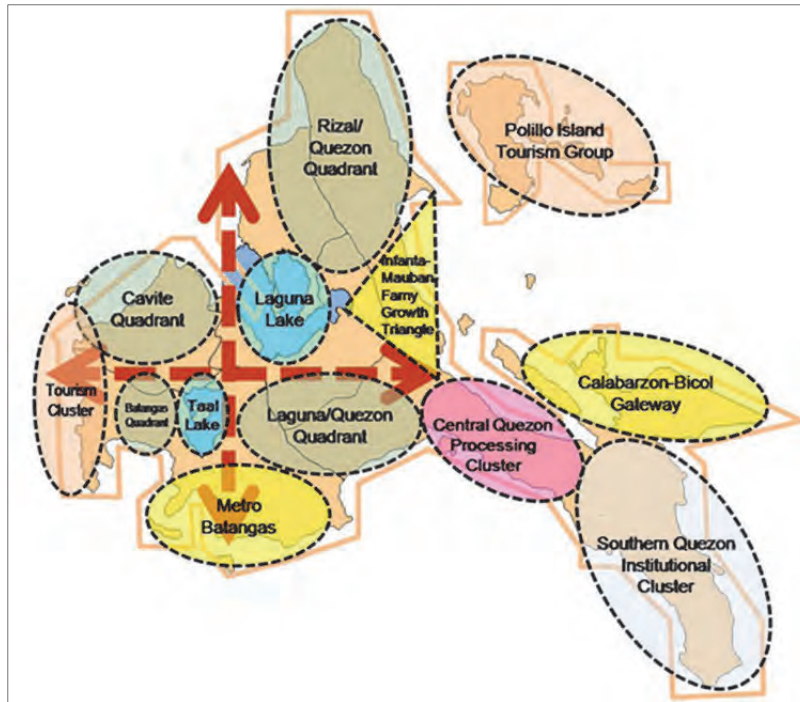 Rizal/
Quezon
Quadrant
Polillo Island
Tourism Group
Infanta-
Mauban-
Famy
Growth
Triangle
Cavite
Quadrant
Laguna
Lake
Tourism
Cluster
Batangas
Quadrant
Taal
Lake
Laguna/Quezon
Quadrant
Calabarzon-Bicol
Gateway
Central Quezon
Processing
Cluster
Metro
Batangas
Southern Quezon
Institutional
Cluster